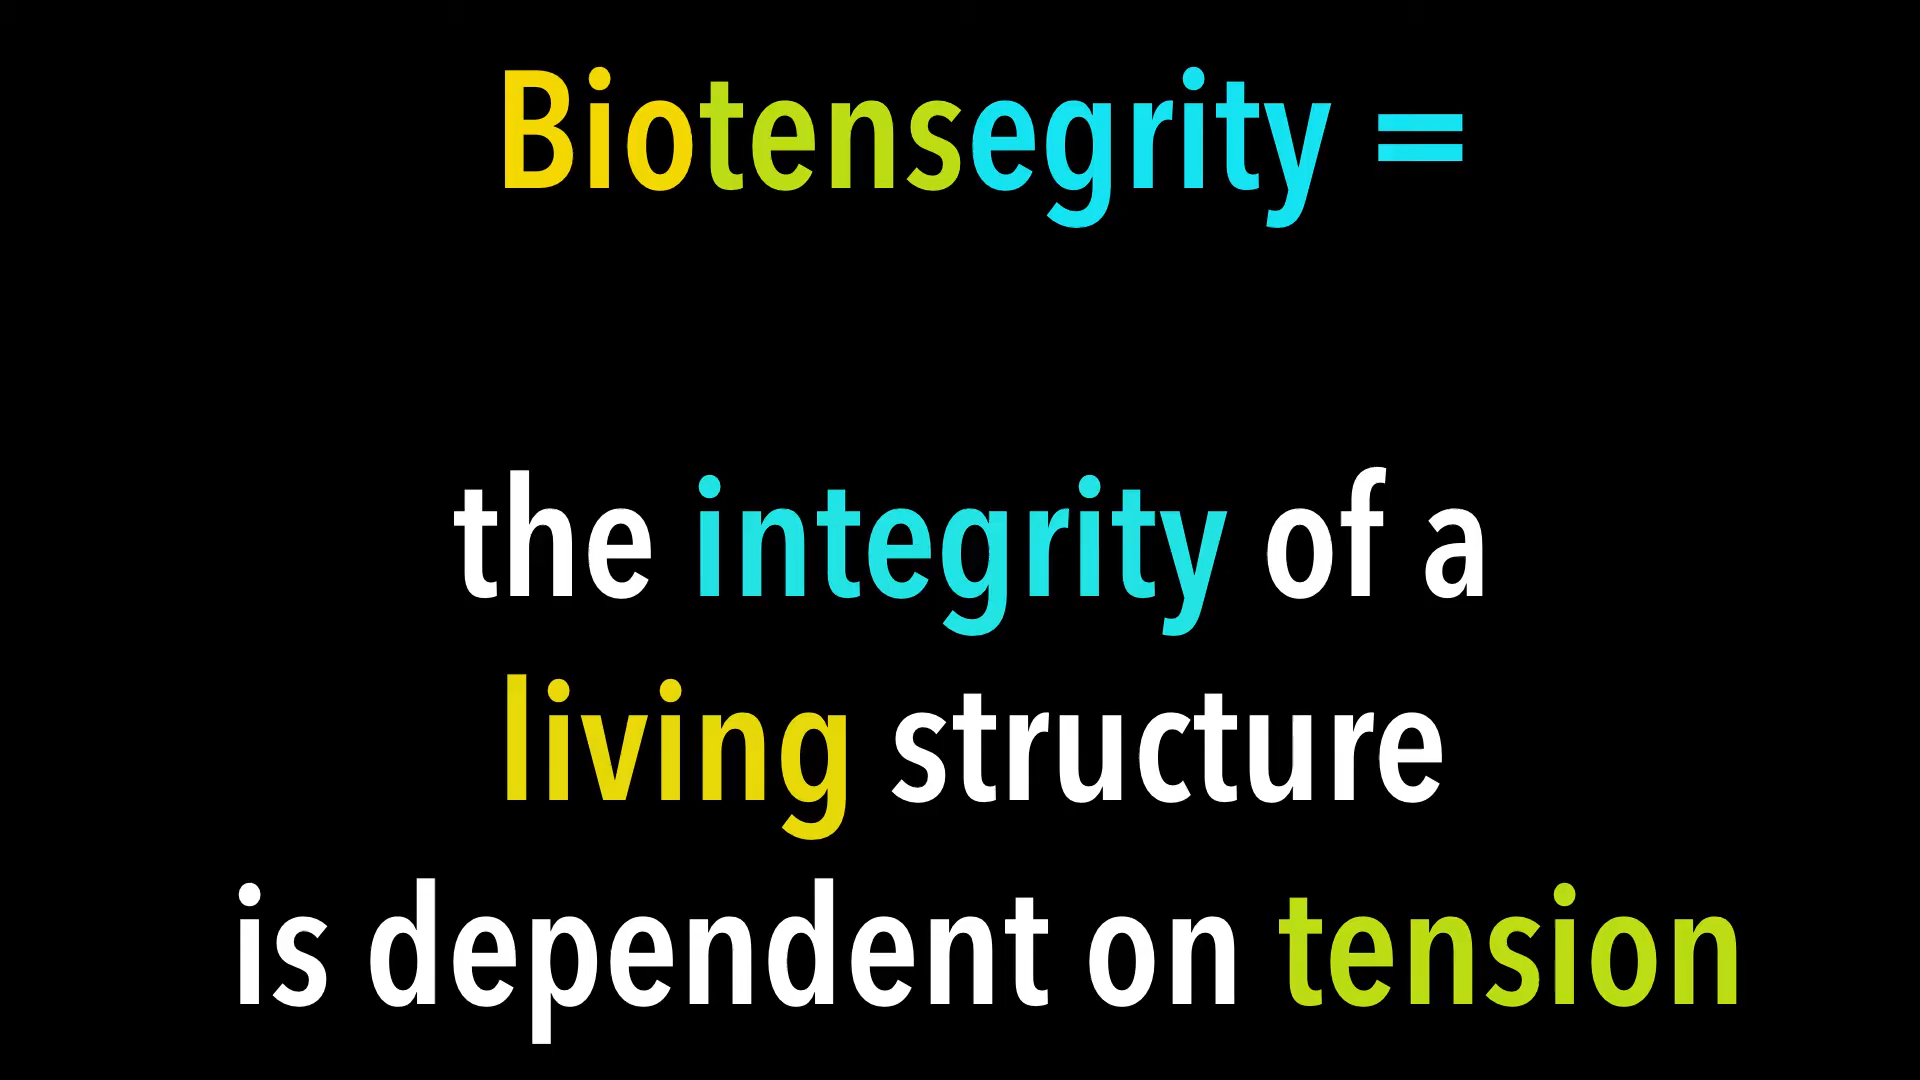 Biotensegrity =
the integrity of a
living structure
is dependent on tension